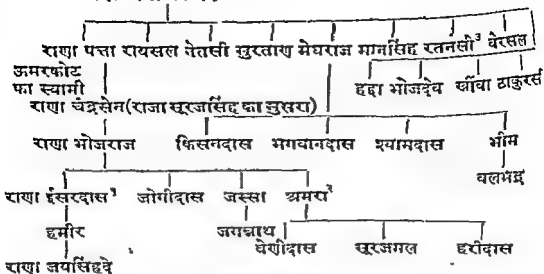 राणा पत्ता रायसल नेतसी सुरताण मेघराज मानसिंह रतनसी³ वेरसल
ऊमरकोट
का स्वामी
हद्दा भोजदेव खींवा ठाकुरसी
राणा चंद्रसेन (राजा सूरजसिंह का सुसरा)
राणा भोजराज किसनदास भगवानदास श्यामदास भीम
बलभद्र
राणा ईसरदास¹ जोगीदास जस्सा अमरा²
हमीर जगन्नाथ वेणीदास सूरजमल हरीदास
राणा जयसिंहदे